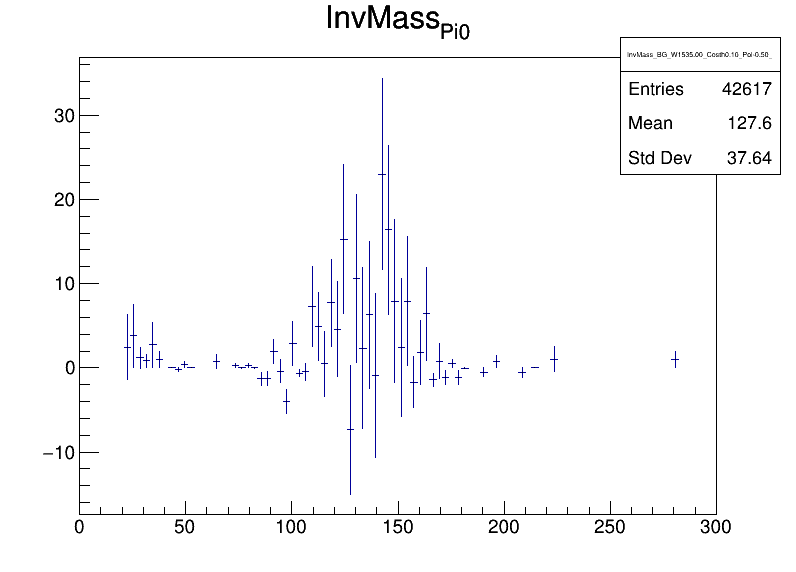 InvMass_Pi0
InvMass_BG_W1535.00_Costh0.10_Pol-0.50_
Entries 42617
Mean 127.6
Std Dev 37.64
30
20
10
0
−10
0 50 100 150 200 250 300